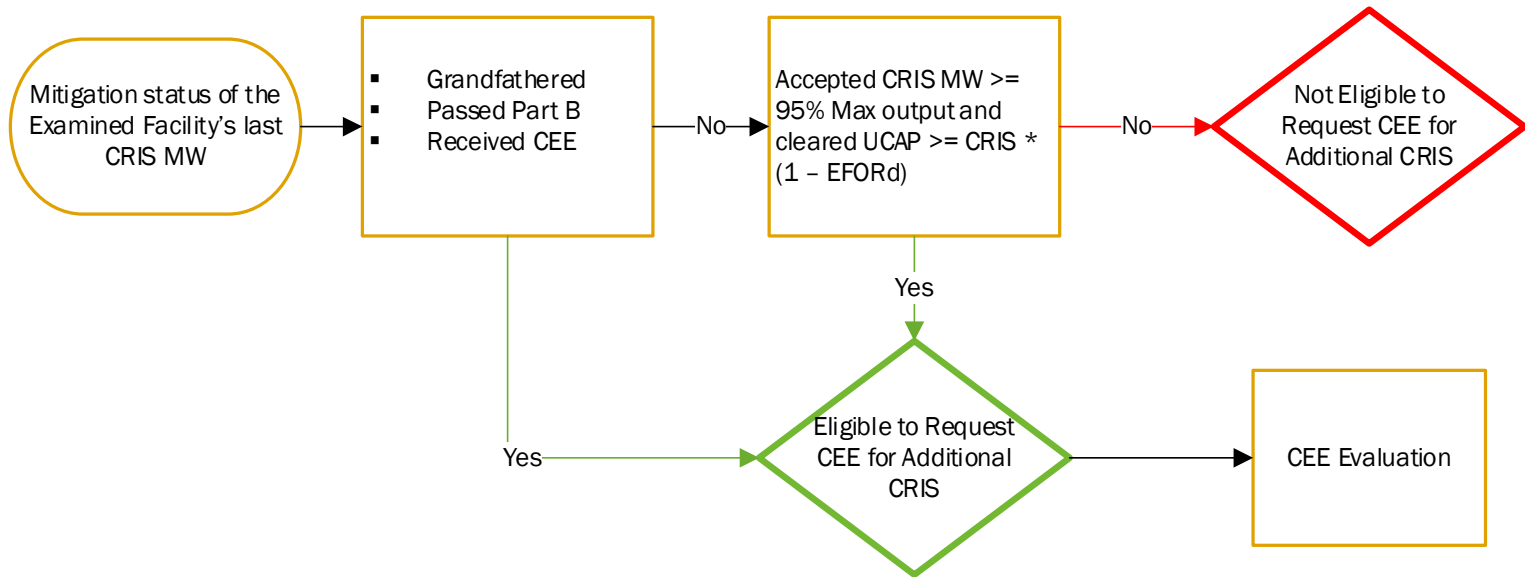 Mitigation status of the
Examined Facility's last
CRIS MW
▪ Grandfathered
▪ Passed Part B
▪ Received CEE
No
Accepted CRIS MW >=
95% Max output and
cleared UCAP >= CRIS *
(1 – EFORd)
No
Not Eligible to
Request CEE for
Additional CRIS
Yes
Yes
Eligible to Request
CEE for Additional
CRIS
CEE Evaluation